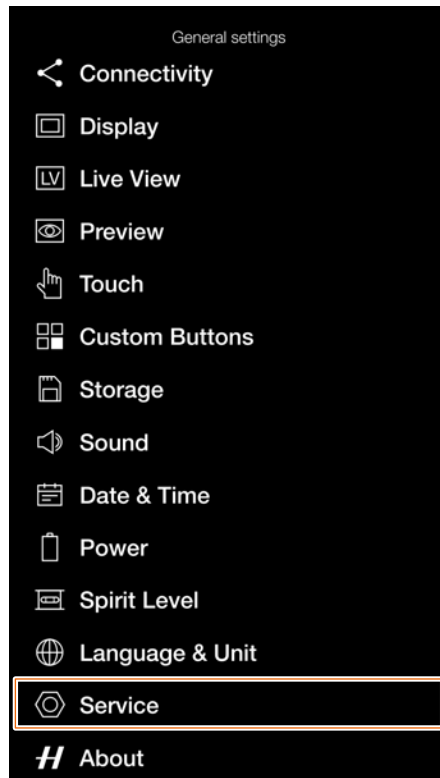 General settings
Connectivity
Display
LV Live View
Preview
Touch
Custom Buttons
Storage
Sound
Date & Time
Power
Spirit Level
Language & Unit
Service
H About